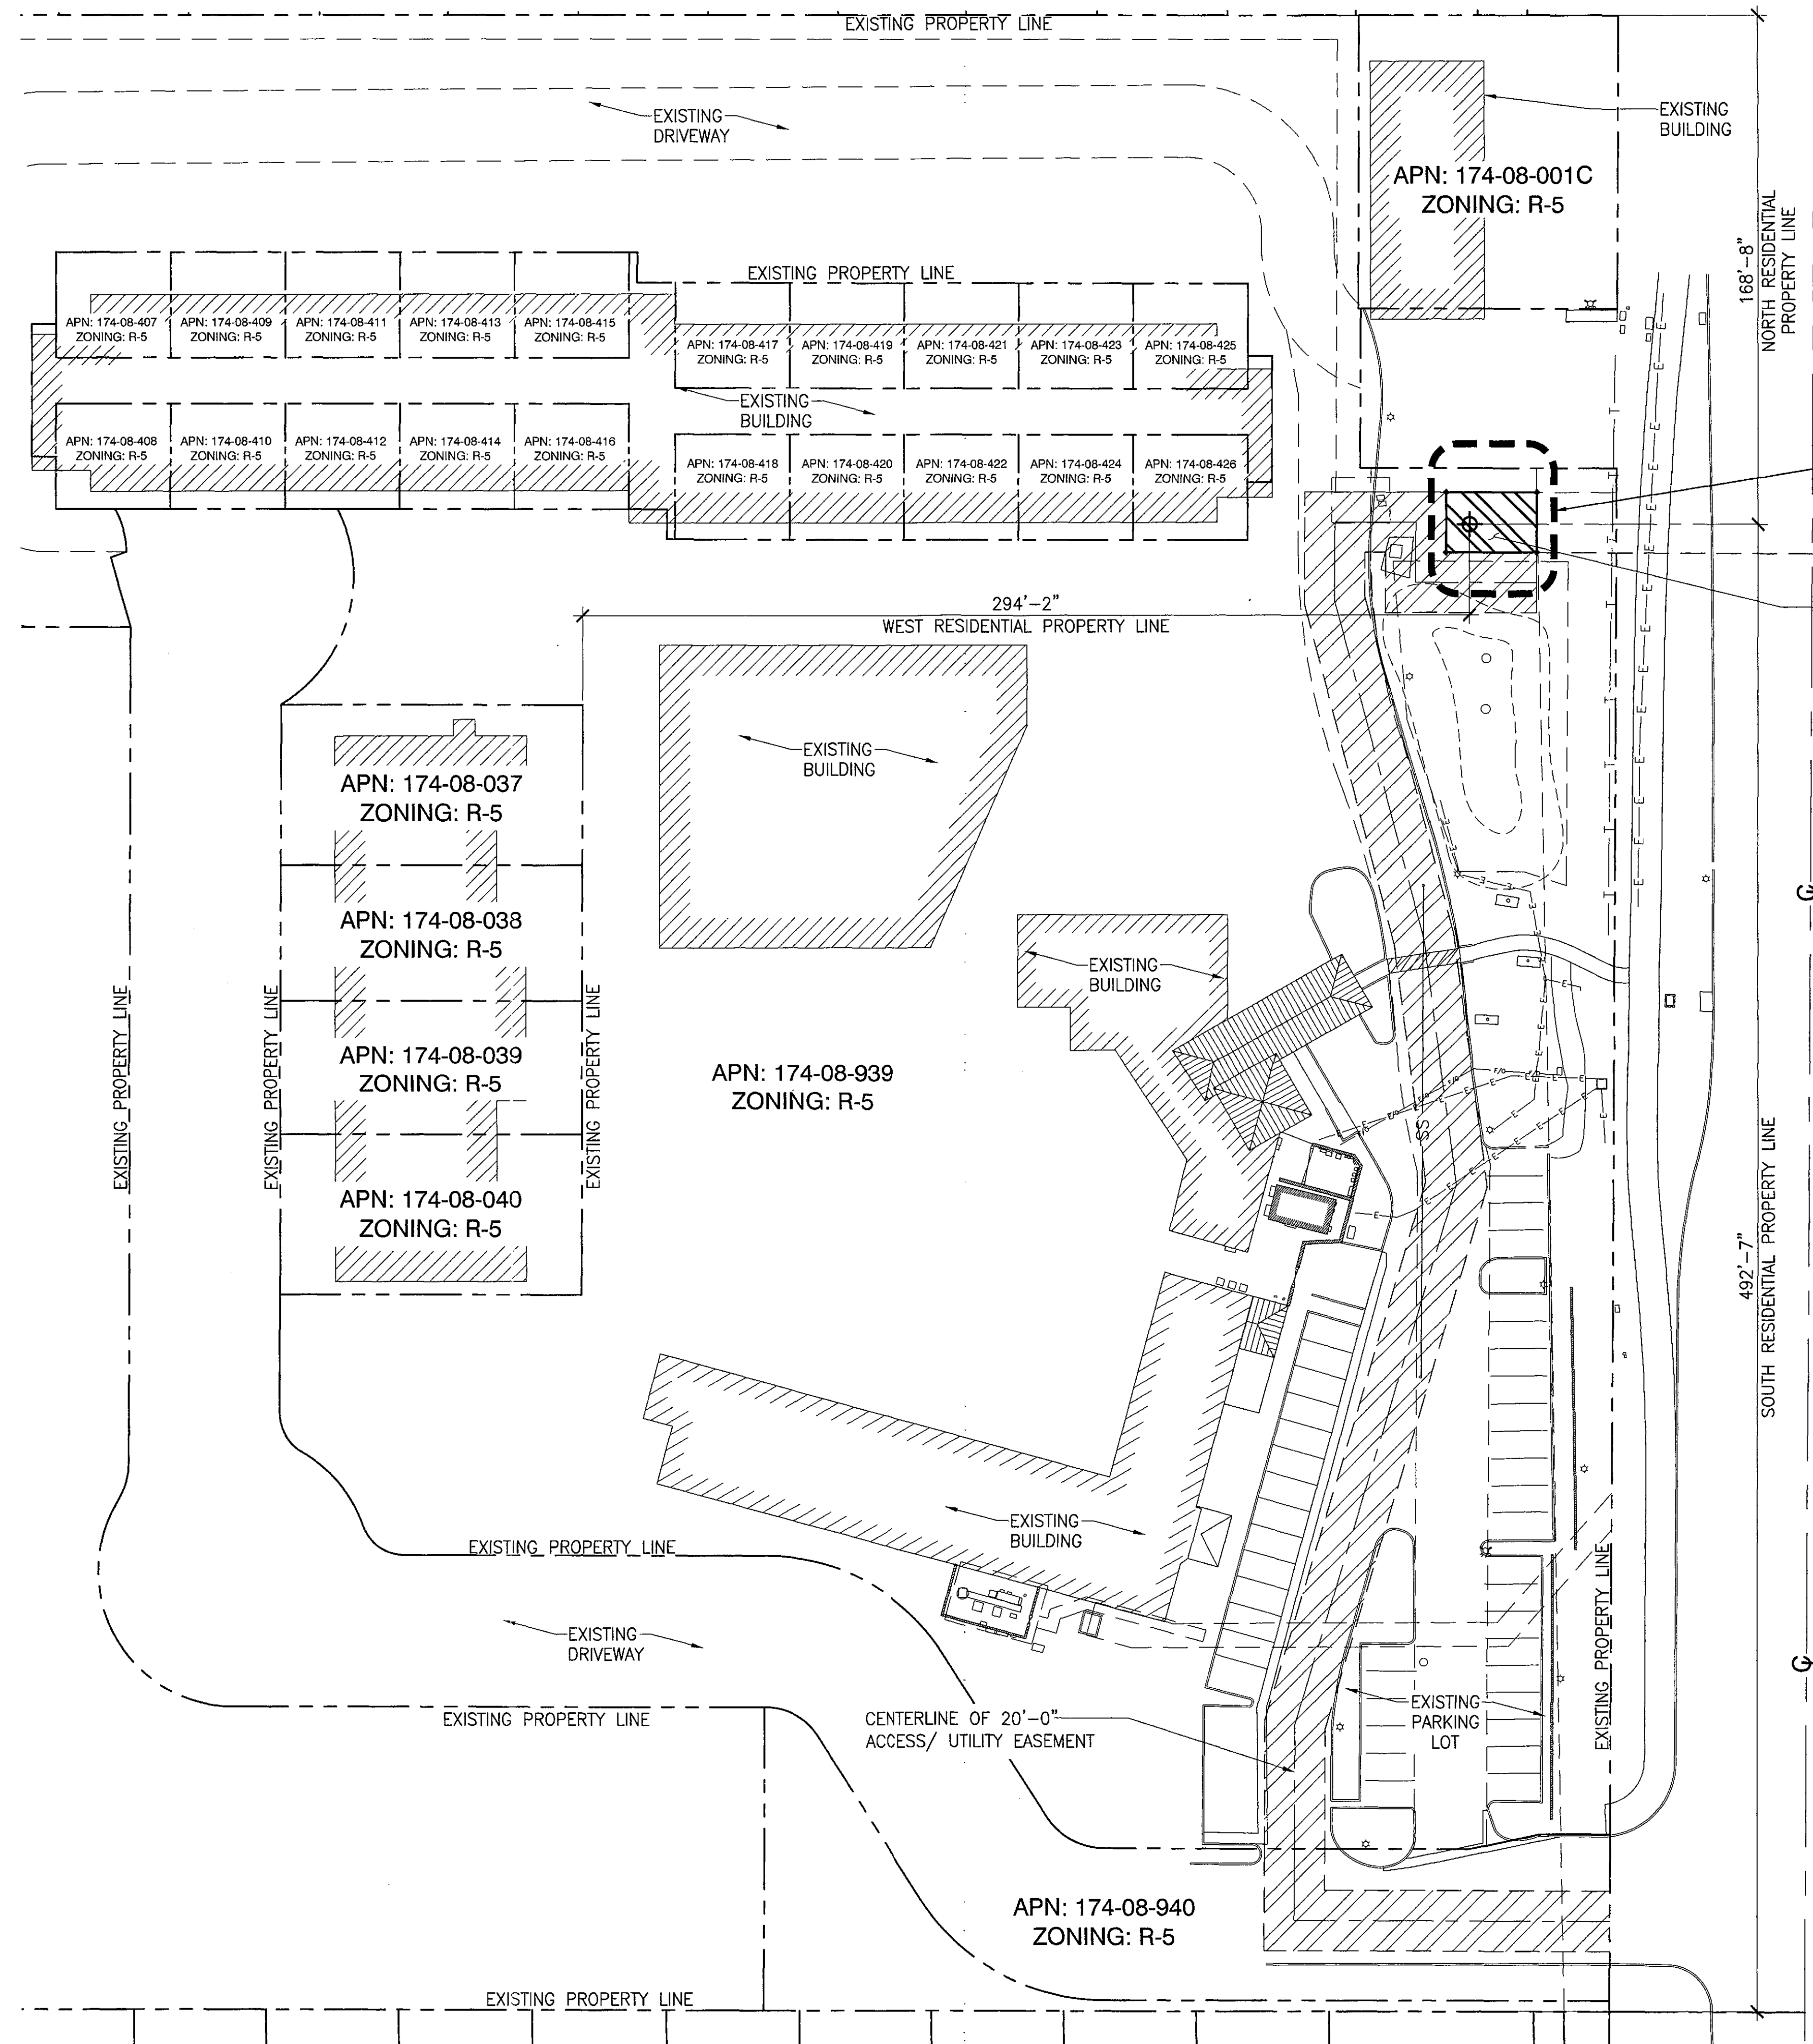 EXISTING PROPERTY LINE
EXISTING
DRIVEWAY
EXISTING
BUILDING
APN: 174-08-001C
ZONING: R-5
168'-8"
NORTH RESIDENTIAL
PROPERTY LINE
EXISTING PROPERTY LINE
APN: 174-08-407
ZONING: R-5
APN: 174-08-409
ZONING: R-5
APN: 174-08-411
ZONING: R-5
APN: 174-08-413
ZONING: R-5
APN: 174-08-415
ZONING: R-5
APN: 174-08-417
ZONING: R-5
APN: 174-08-419
ZONING: R-5
APN: 174-08-421
ZONING: R-5
APN: 174-08-423
ZONING: R-5
APN: 174-08-425
ZONING: R-5
EXISTING
BUILDING
APN: 174-08-408
ZONING: R-5
APN: 174-08-410
ZONING: R-5
APN: 174-08-412
ZONING: R-5
APN: 174-08-414
ZONING: R-5
APN: 174-08-416
ZONING: R-5
APN: 174-08-418
ZONING: R-5
APN: 174-08-420
ZONING: R-5
APN: 174-08-422
ZONING: R-5
APN: 174-08-424
ZONING: R-5
APN: 174-08-426
ZONING: R-5
294'-2"
WEST RESIDENTIAL PROPERTY LINE
EXISTING
BUILDING
APN: 174-08-037
ZONING: R-5
APN: 174-08-038
ZONING: R-5
APN: 174-08-039
ZONING: R-5
APN: 174-08-040
ZONING: R-5
EXISTING PROPERTY LINE
EXISTING PROPERTY LINE
EXISTING PROPERTY LINE
EXISTING
BUILDING
APN: 174-08-939
ZONING: R-5
SS
492'-7"
SOUTH RESIDENTIAL PROPERTY LINE
EXISTING
BUILDING
EXISTING PROPERTY LINE
EXISTING
DRIVEWAY
EXISTING PROPERTY LINE
CENTERLINE OF 20'-0"
ACCESS/ UTILITY EASEMENT
EXISTING
PARKING
LOT
EXISTING PROPERTY LINE
APN: 174-08-940
ZONING: R-5
EXISTING PROPERTY LINE